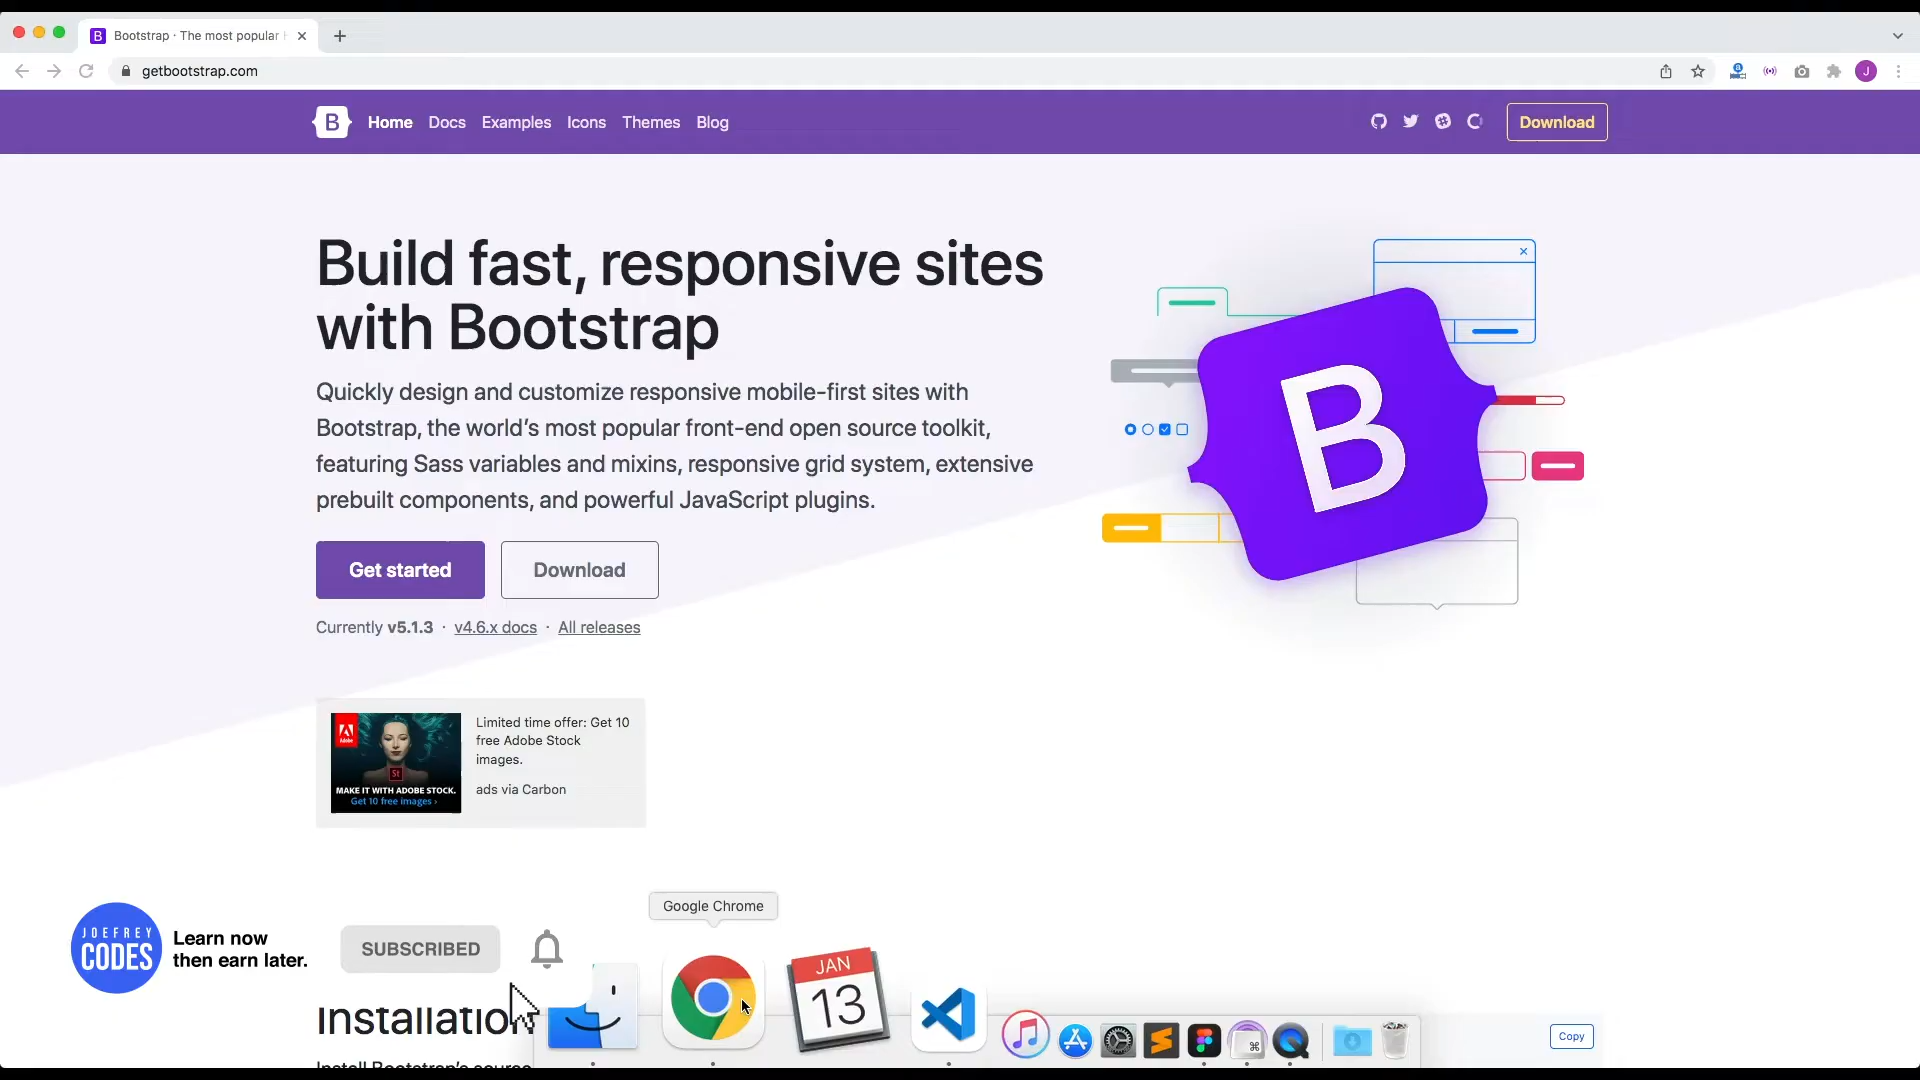 Bootstrap · The most popular
getbootstrap.com
J
B
Home
Docs
Examples
Icons
Themes
Blog
Download
Build fast, responsive sites
with Bootstrap
Quickly design and customize responsive mobile-first sites with
Bootstrap, the world’s most popular front-end open source toolkit,
featuring Sass variables and mixins, responsive grid system, extensive
prebuilt components, and powerful JavaScript plugins.
Get started
Download
Currently v5.1.3 · v4.6.x docs · All releases
B
Adobe
St
MAKE IT WITH ADOBE STOCK.
Get 10 free images ›
Limited time offer: Get 10
free Adobe Stock
images.
ads via Carbon
Google Chrome
JOEFREY
CODES
Learn now
then earn later.
SUBSCRIBED
JAN
13
Installation
Install Bootstrap’s source
Copy